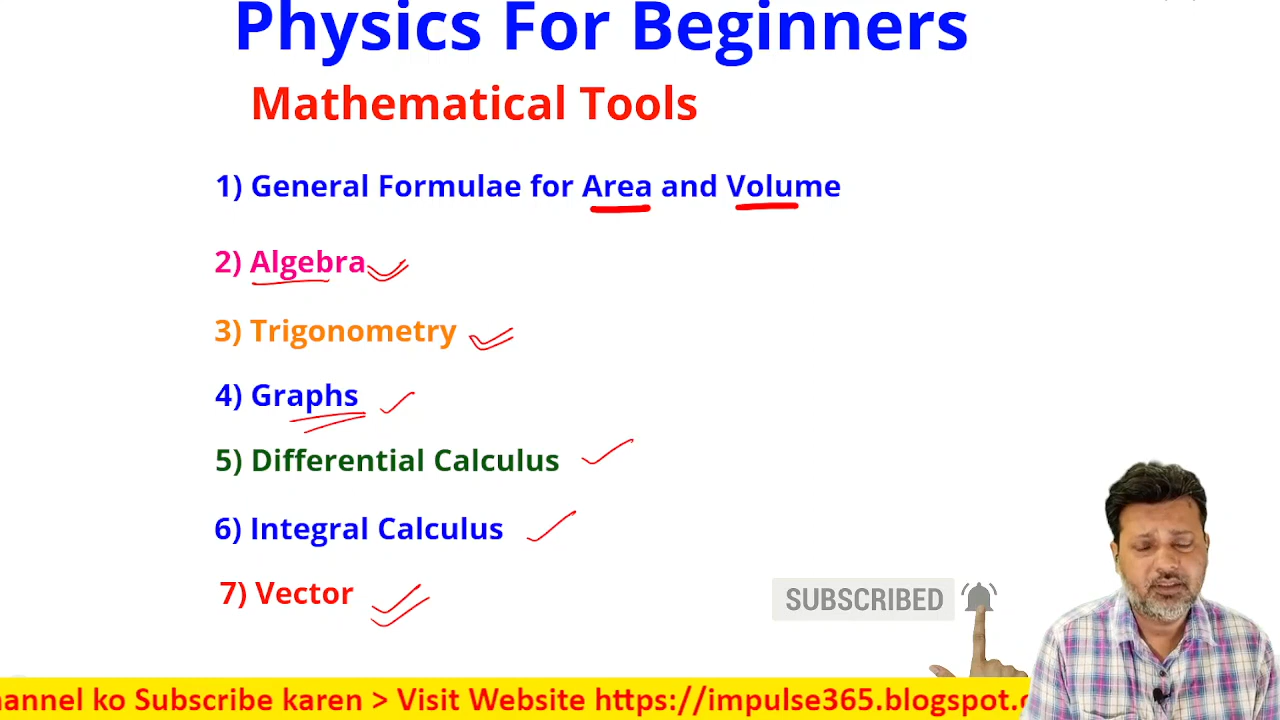 Physics For Beginners
Mathematical Tools
1) General Formulae for Area and Volume
2) Algebra
3) Trigonometry
4) Graphs
5) Differential Calculus
6) Integral Calculus
7) Vector
SUBSCRIBED
hannel ko Subscribe karen > Visit Website https://impulse365.blogspot.c